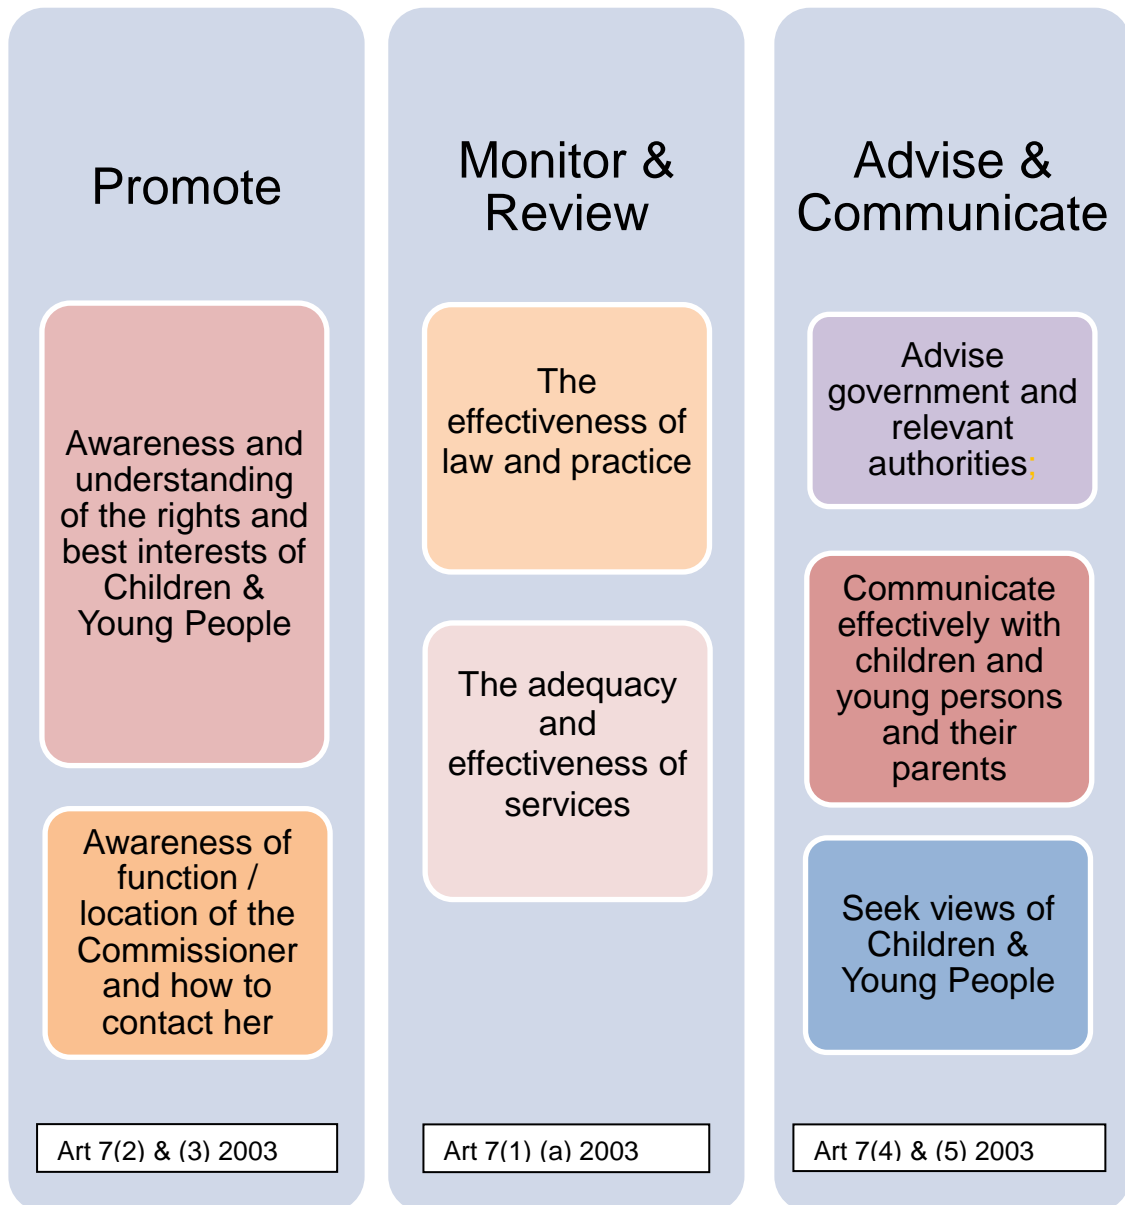 Promote
Awareness and
understanding
of the rights and
best interests of
Children &
Young People
Awareness of
function /
location of the
Commissioner
and how to
contact her
Art 7(2) & (3) 2003
Monitor &
Review
The
effectiveness of
law and practice
The adequacy
and
effectiveness of
services
Art 7(1) (a) 2003
Advise &
Communicate
Advise
government and
relevant
authorities;
Communicate
effectively with
children and
young persons
and their
parents
Seek views of
Children &
Young People
Art 7(4) & (5) 2003